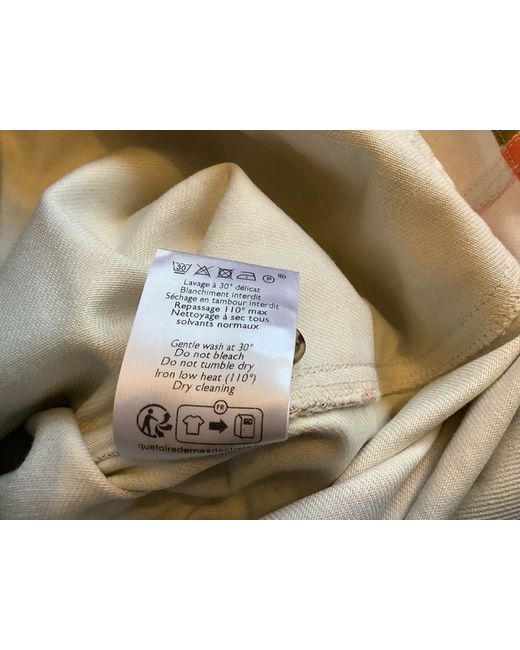 30 P ®
Lavage à 30° délicat
Blanchiment interdit
Séchage en tambour interdit
Repassage 110° max
Nettoyage à sec tous
solvants normaux
Gentle wash at 30°
Do not bleach
Do not tumble dry
Iron low heat (110°)
Dry cleaning
FR
quefairedemesdechets